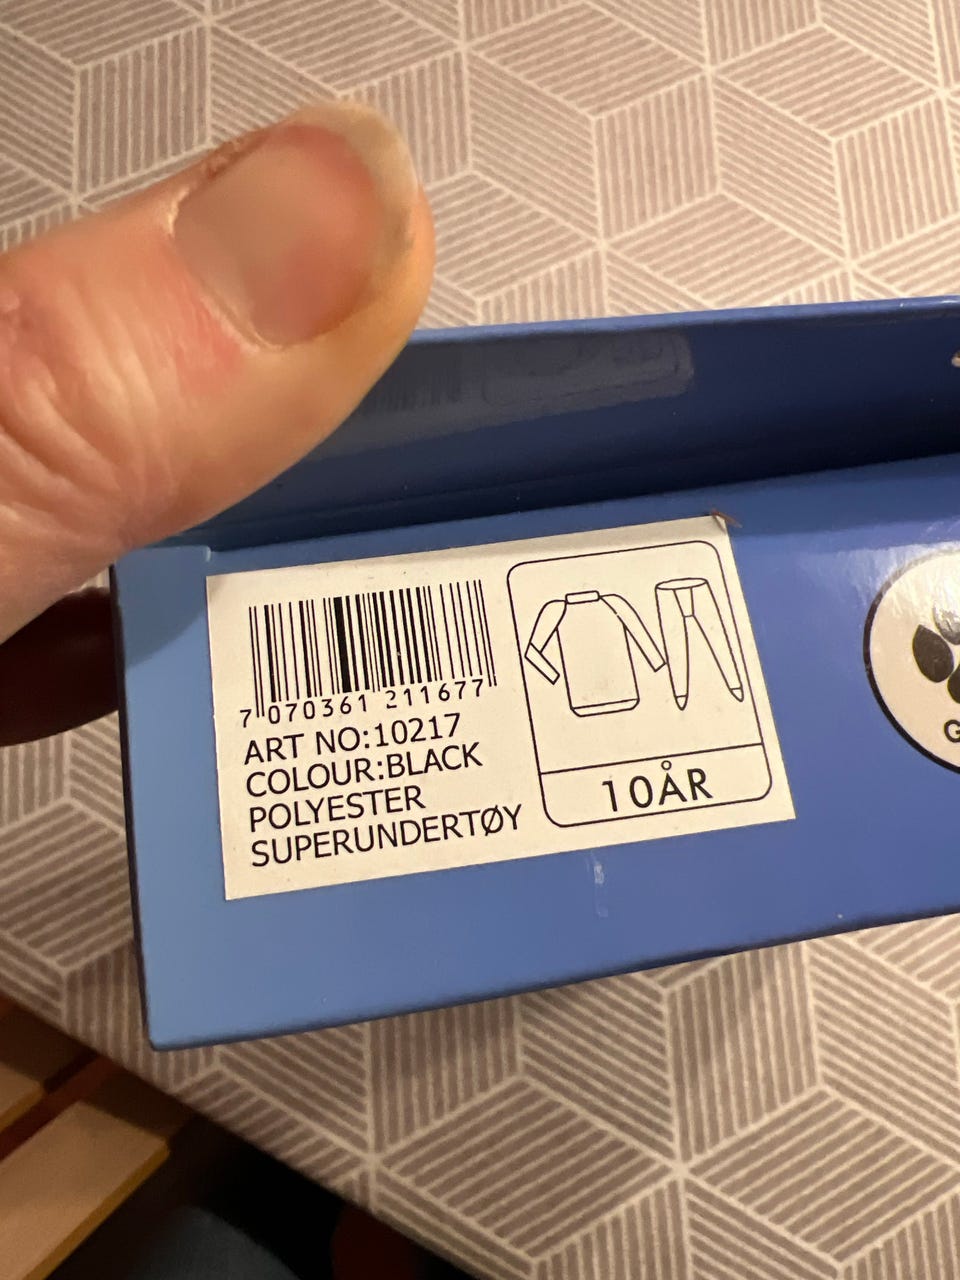 7 070361 211677
ART NO:10217
COLOUR:BLACK
POLYESTER
SUPERUNDERTØY
10ÅR
G